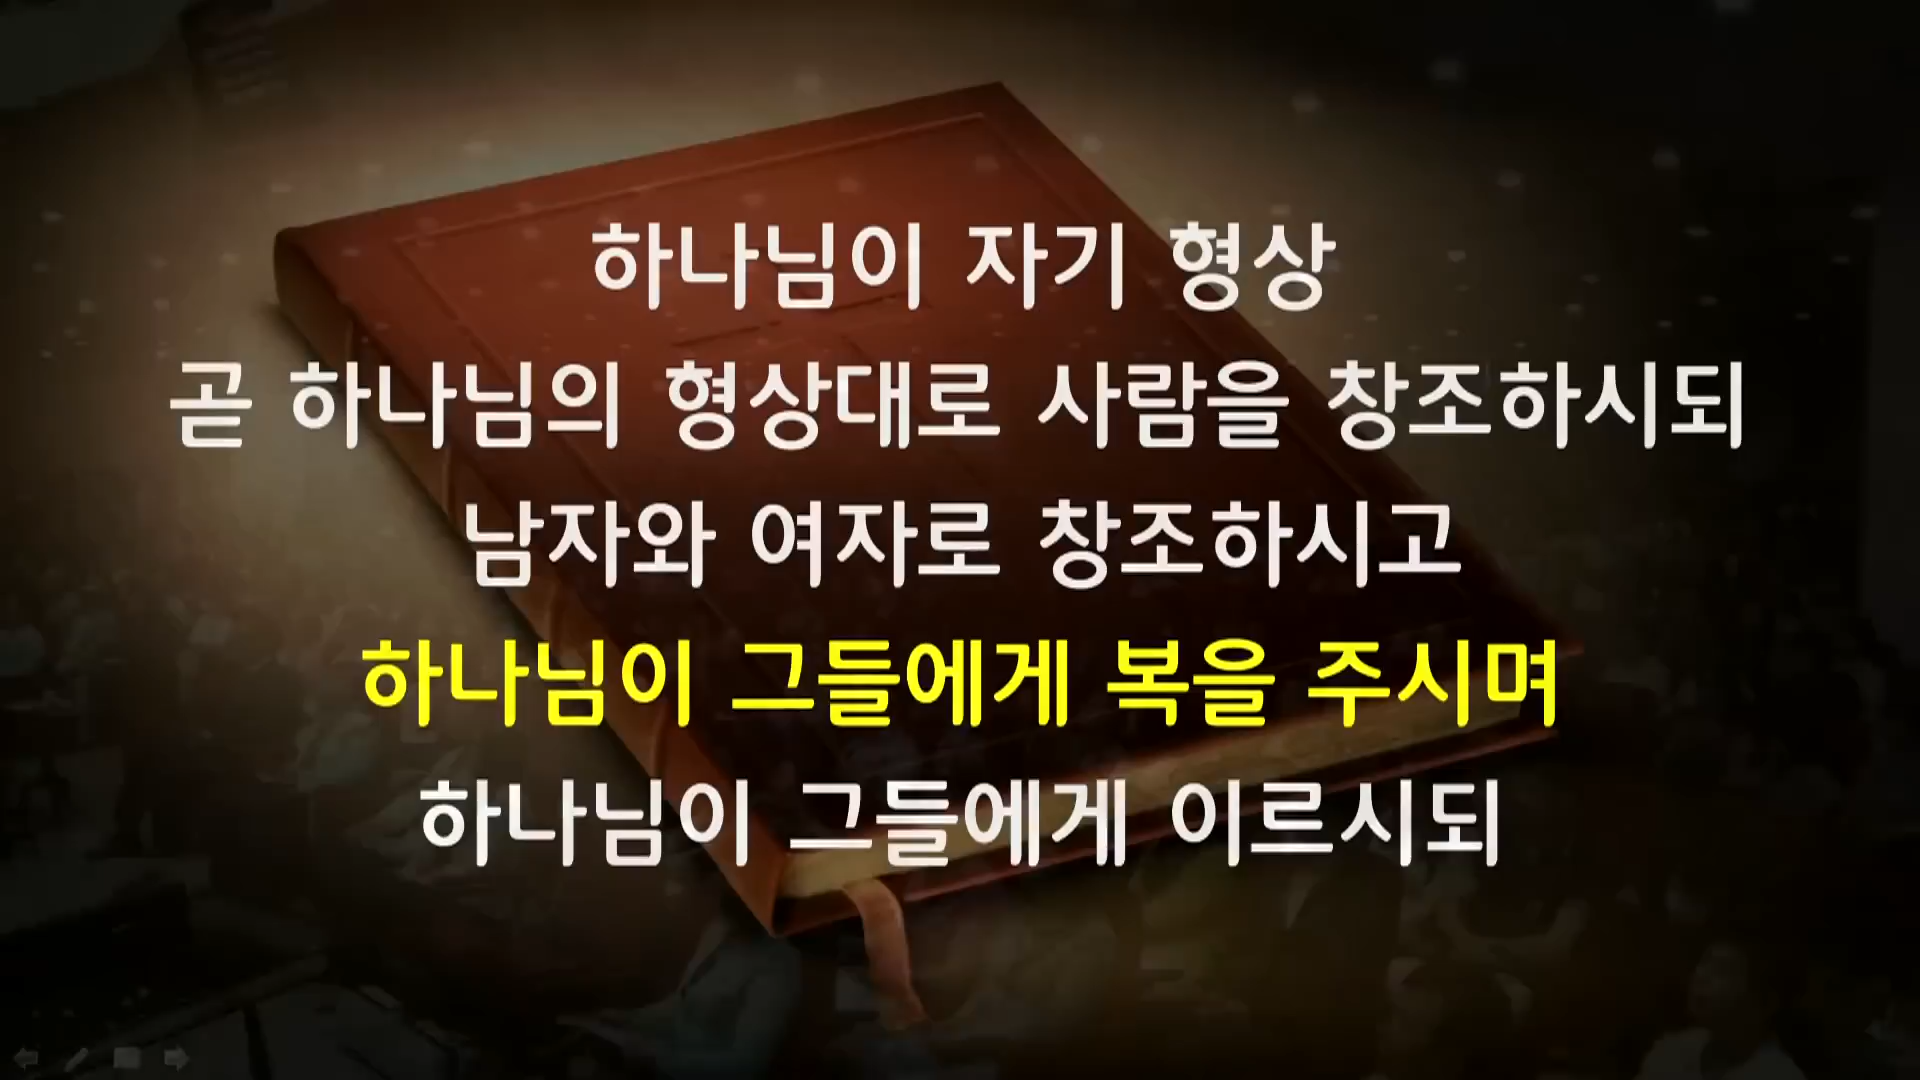 하나님이 자기 형상
곧 하나님의 형상대로 사람을 창조하시되
남자와 여자로 창조하시고
하나님이 그들에게 복을 주시며
하나님이 그들에게 이르시되